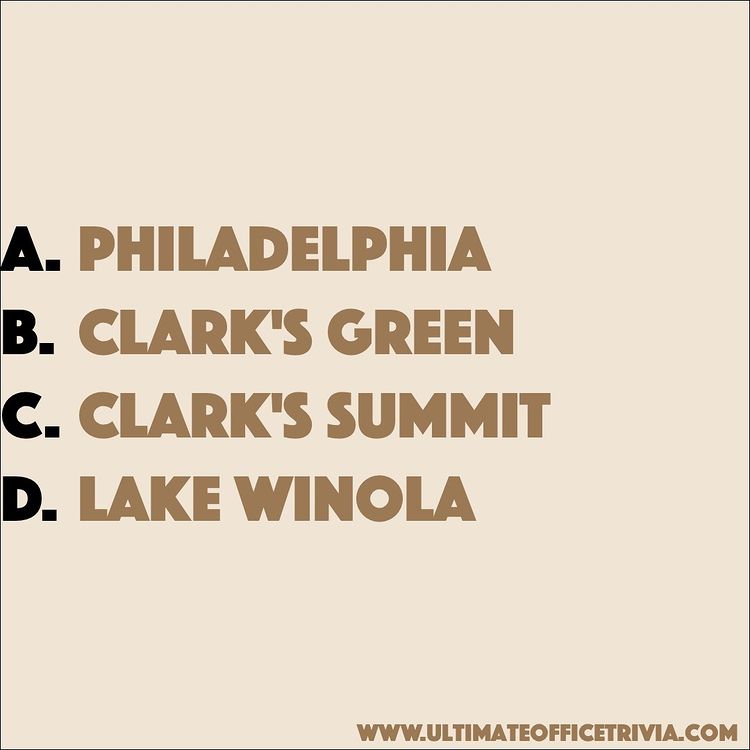 A. PHILADELPHIA
B. CLARK'S GREEN
C. CLARK'S SUMMIT
D. LAKE WINOLA
WWW.ULTIMATEOFFICETRIVIA.COM